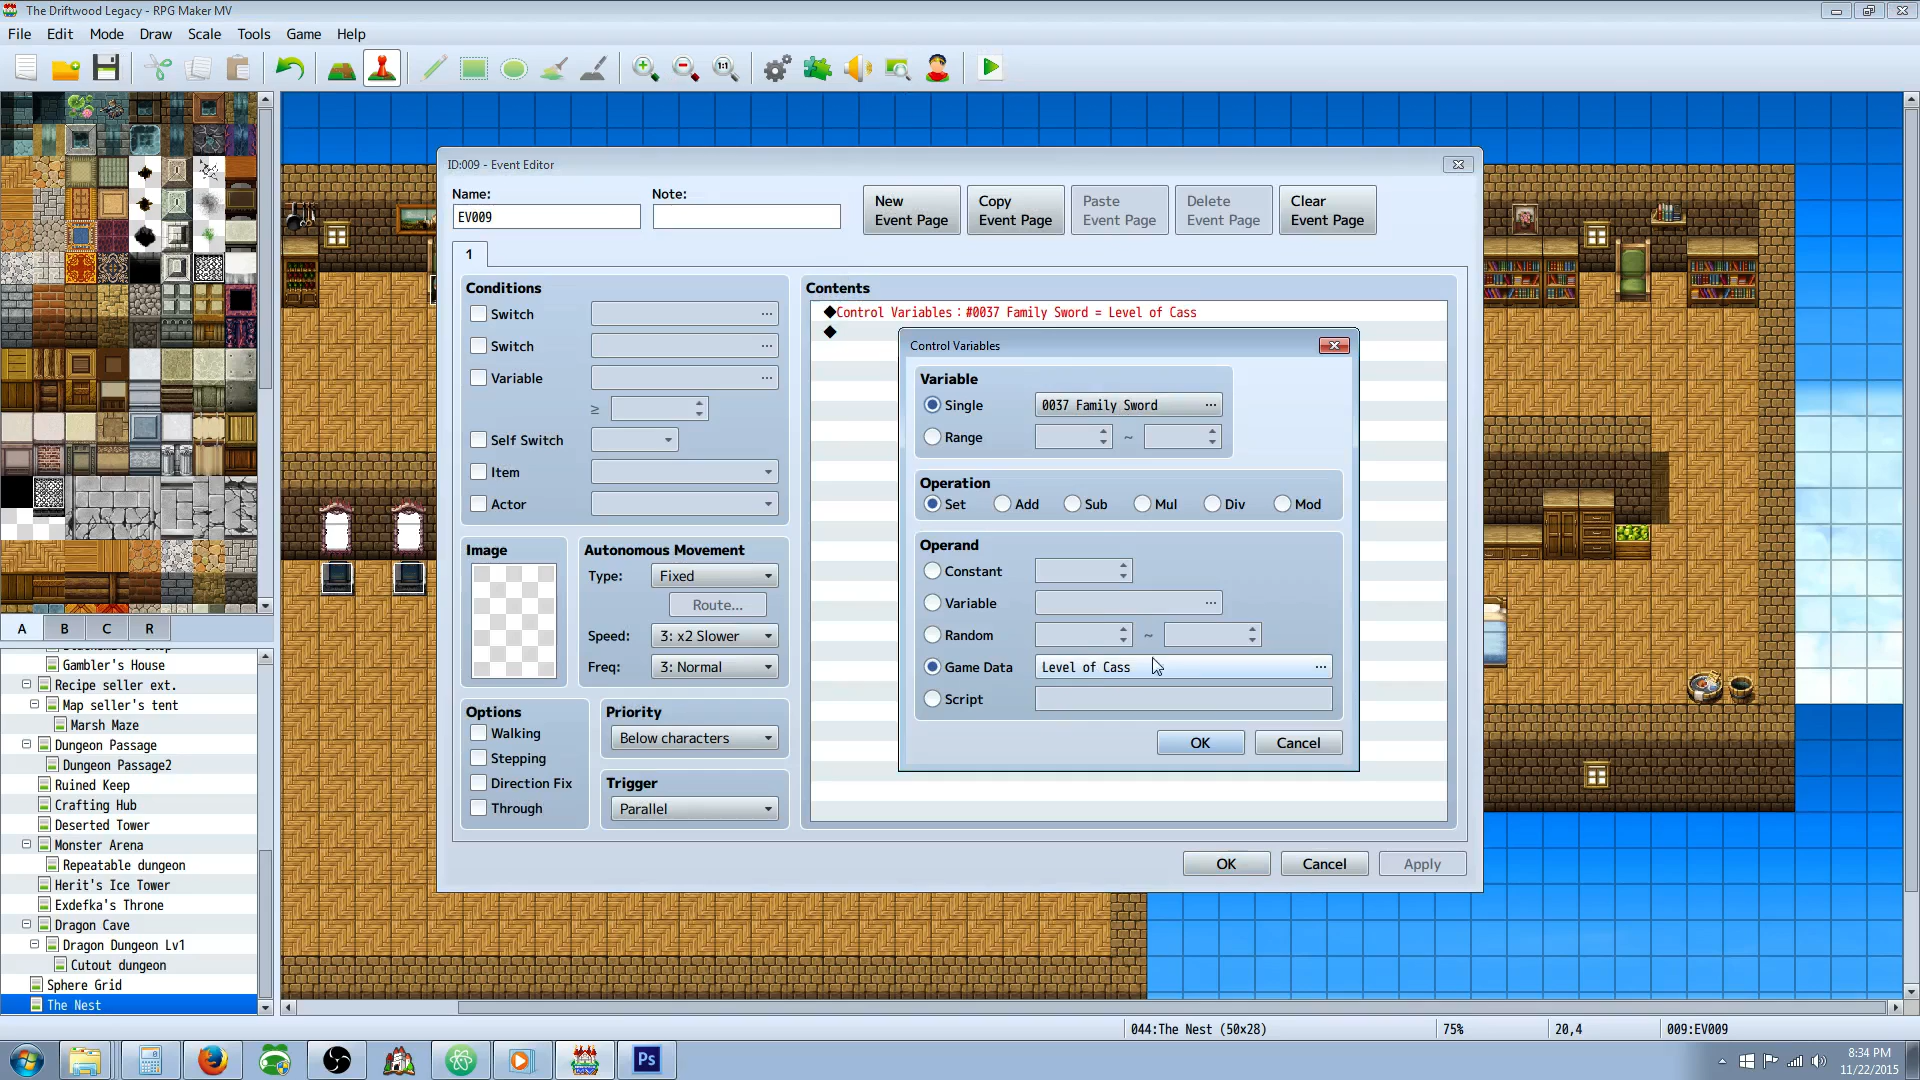 The Driftwood Legacy - RPG Maker MV
File Edit Mode Draw Scale Tools Game Help
1:1
ID:009 - Event Editor
Name:
Note:
EV009
New Event Page
Copy Event Page
Paste Event Page
Delete Event Page
Clear Event Page
1
Conditions
Switch ...
Switch ...
Variable ...
≥
Self Switch
Item
Actor
Image
Autonomous Movement
Type: Fixed
Route...
Speed: 3: x2 Slower
Freq: 3: Normal
Options
Walking
Stepping
Direction Fix
Through
Priority
Below characters
Trigger
Parallel
Contents
◆Control Variables：#0037 Family Sword = Level of Cass
◆
Control Variables
Variable
Single 0037 Family Sword ...
Range ~
Operation
Set Add Sub Mul Div Mod
Operand
Constant
Variable ...
Random ~
Game Data Level of Cass ...
Script
OK Cancel
OK Cancel Apply
A B C R
Gambler's House
Recipe seller ext.
Map seller's tent
Marsh Maze
Dungeon Passage
Dungeon Passage2
Ruined Keep
Crafting Hub
Deserted Tower
Monster Arena
Repeatable dungeon
Herit's Ice Tower
Exdefka's Throne
Dragon Cave
Dragon Dungeon Lv1
Cutout dungeon
Sphere Grid
The Nest
044:The Nest (50x28) 75% 20,4 009:EV009
Ps
8:34 PM
11/22/2015